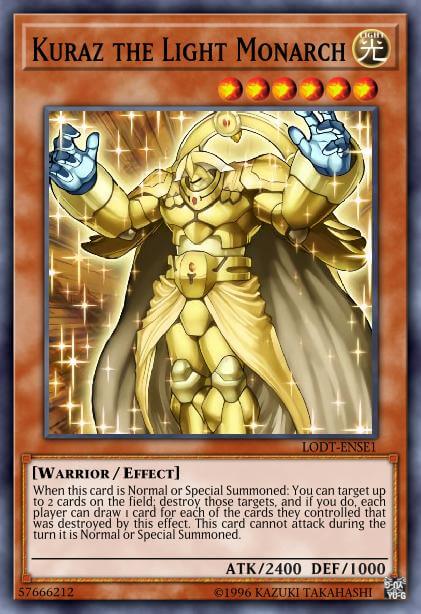 Kuraz the Light Monarch
LIGHT
光
LODT-ENSE1
[Warrior / Effect]
When this card is Normal or Special Summoned: You can target up
to 2 cards on the field; destroy those targets, and if you do, each
player can draw 1 card for each of the cards they controlled that
was destroyed by this effect. This card cannot attack during the
turn it is Normal or Special Summoned.
ATK/2400 DEF/1000
57666212
©1996 KAZUKI TAKAHASHI